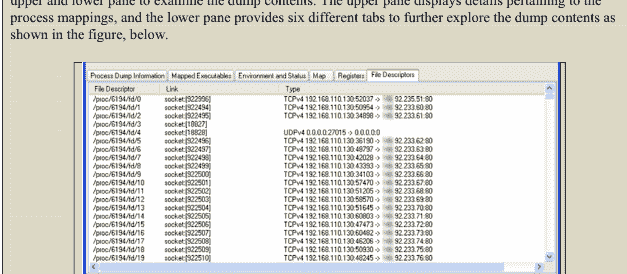 upper and lower pane to examine the dump contents. The upper pane displays details pertaining to the
process mappings, and the lower pane provides six different tabs to further explore the dump contents as
shown in the figure, below.
Process Dump Information Mapped Executables Environment and Status Map Registers File Descriptors
File Descriptor Link Type
/proc/6194/fd/0 socket:[922996] TCPv4 192.168.110.130:52037 -> 92.235.51:80
/proc/6194/fd/1 socket:[922494] TCPv4 192.168.110.130:50954 -> 92.233.60:80
/proc/6194/fd/2 socket:[922495] TCPv4 192.168.110.130:34898 -> 92.233.61:80
/proc/6194/fd/3 socket:[18827]
/proc/6194/fd/4 socket:[18828] UDPv4 0.0.0.0:27015 -> 0.0.0.0:0
/proc/6194/fd/5 socket:[922496] TCPv4 192.168.110.130:36190 -> 92.233.62:80
/proc/6194/fd/6 socket:[922497] TCPv4 192.168.110.130:48797 -> 92.233.63:80
/proc/6194/fd/7 socket:[922498] TCPv4 192.168.110.130:42028 -> 92.233.64:80
/proc/6194/fd/8 socket:[922499] TCPv4 192.168.110.130:43393 -> 92.233.65:80
/proc/6194/fd/9 socket:[922500] TCPv4 192.168.110.130:34103 -> 92.233.66:80
/proc/6194/fd/10 socket:[922501] TCPv4 192.168.110.130:57470 -> 92.233.67:80
/proc/6194/fd/11 socket:[922502] TCPv4 192.168.110.130:51205 -> 92.233.68:80
/proc/6194/fd/12 socket:[922503] TCPv4 192.168.110.130:58570 -> 92.233.69:80
/proc/6194/fd/13 socket:[922504] TCPv4 192.168.110.130:51645 -> 92.233.70:80
/proc/6194/fd/14 socket:[922505] TCPv4 192.168.110.130:60803 -> 92.233.71:80
/proc/6194/fd/15 socket:[922506] TCPv4 192.168.110.130:47473 -> 92.233.72:80
/proc/6194/fd/16 socket:[922507] TCPv4 192.168.110.130:60482 -> 92.233.73:80
/proc/6194/fd/17 socket:[922508] TCPv4 192.168.110.130:46206 -> 92.233.74:80
/proc/6194/fd/18 socket:[922509] TCPv4 192.168.110.130:50930 -> 92.233.75:80
/proc/6194/fd/19 socket:[922510] TCPv4 192.168.110.130:48245 -> 92.233.76:80